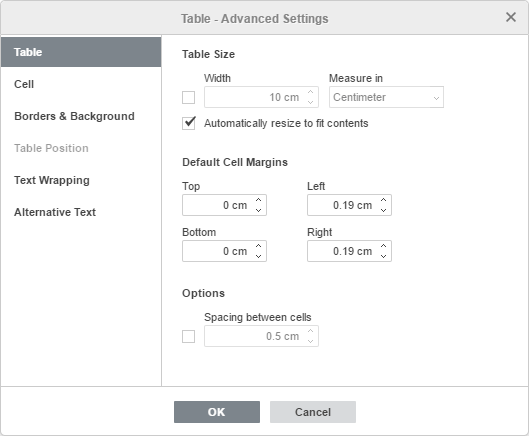 Table - Advanced Settings
Table
Cell
Borders & Background
Table Position
Text Wrapping
Alternative Text
Table Size
Width Measure in
10 cm Centimeter
Automatically resize to fit contents
Default Cell Margins
Top Left
0 cm 0.19 cm
Bottom Right
0 cm 0.19 cm
Options
Spacing between cells
0.5 cm
OK Cancel